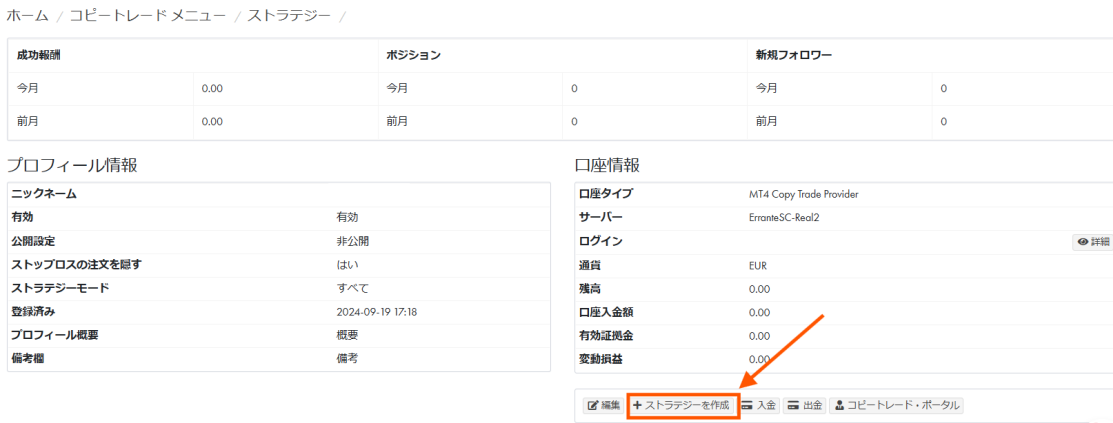 ホーム / コピートレード メニュー / ストラテジー /
成功報酬 ポジション 新規フォロワー
今月 0.00 今月 0 今月 0
前月 0.00 前月 0 前月 0
プロフィール情報
ニックネーム
有効 有効
公開設定 非公開
ストップロスの注文を隠す はい
ストラテジーモード すべて
登録済み 2024-09-19 17:18
プロフィール概要 概要
備考欄 備考
口座情報
口座タイプ MT4 Copy Trade Provider
サーバー ErranteSC-Real2
ログイン 詳細
通貨 EUR
残高 0.00
口座入金額 0.00
有効証拠金 0.00
変動損益 0.00
編集 + ストラテジーを作成 入金 出金 コピートレード・ポータル